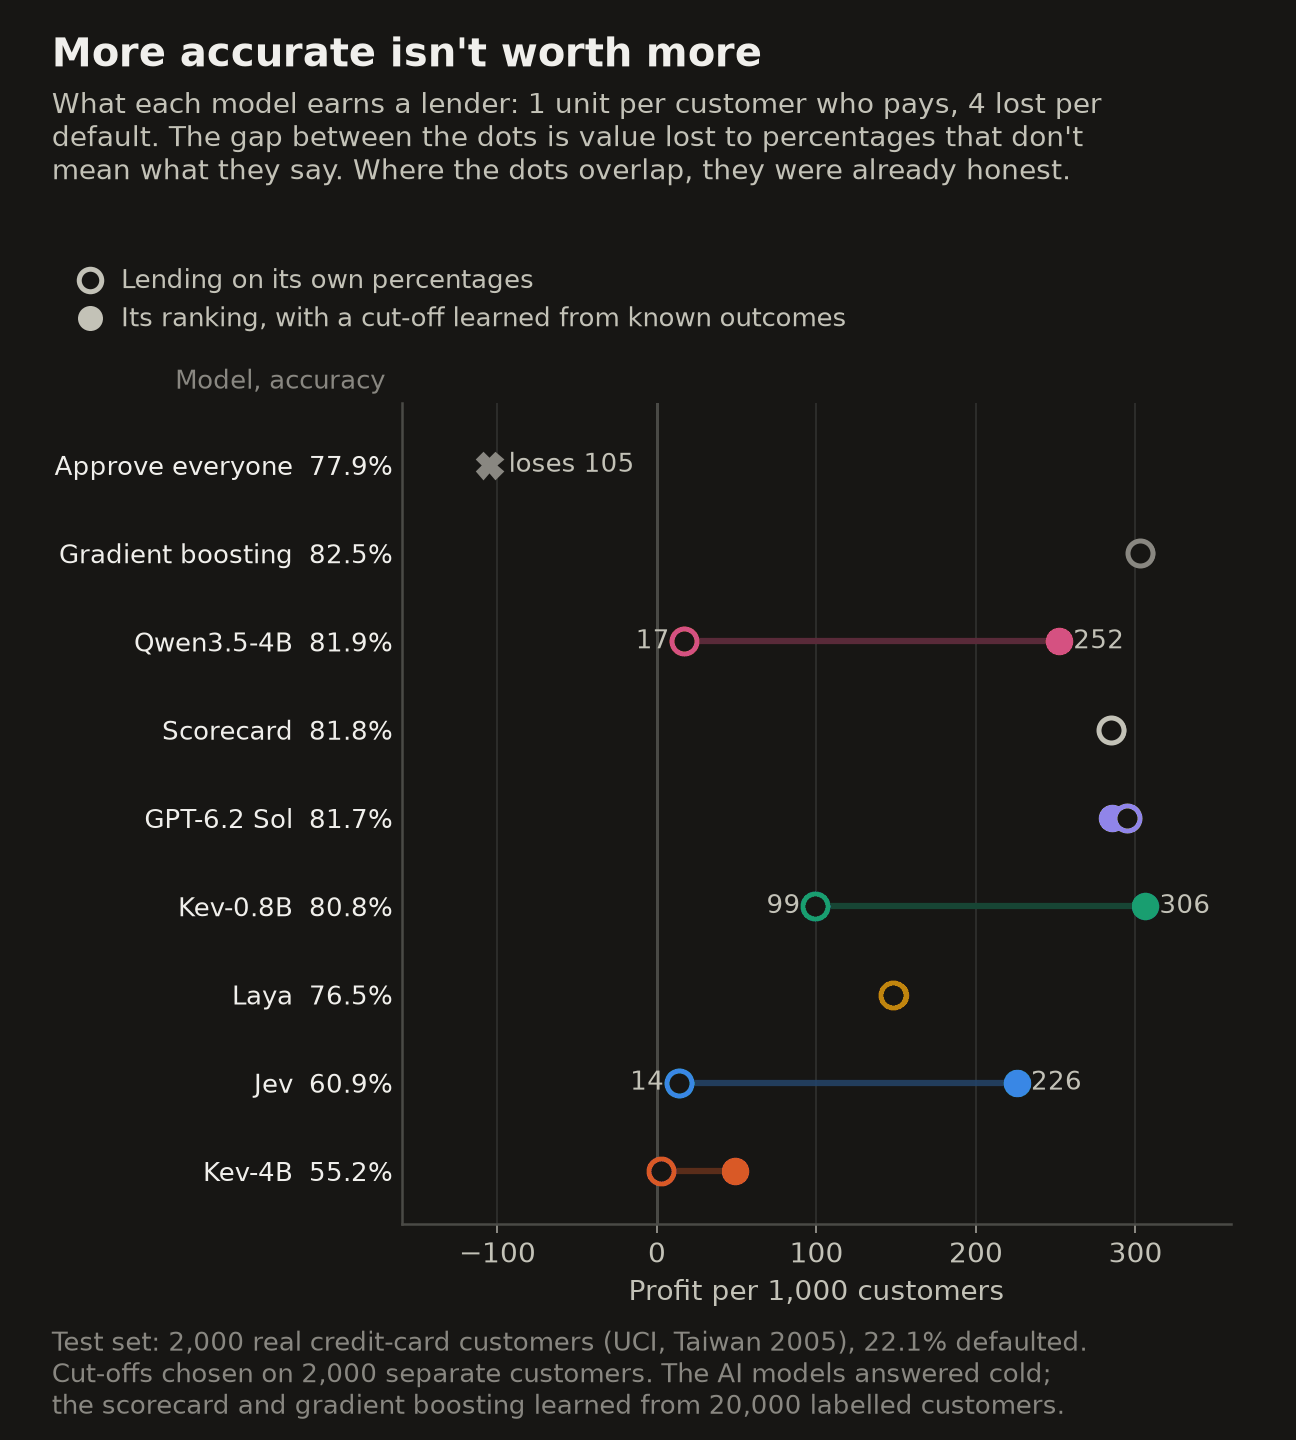 More accurate isn't worth more
What each model earns a lender: 1 unit per customer who pays, 4 lost per
default. The gap between the dots is value lost to percentages that don't
mean what they say. Where the dots overlap, they were already honest.
Lending on its own percentages
Its ranking, with a cut-off learned from known outcomes
Model, accuracy
Approve everyone 77.9% loses 105
Gradient boosting 82.5%
Qwen3.5-4B 81.9% 17 252
Scorecard 81.8%
GPT-6.2 Sol 81.7%
Kev-0.8B 80.8% 99 306
Laya 76.5%
Jev 60.9% 14 226
Kev-4B 55.2%
−100 0 100 200 300
Profit per 1,000 customers
Test set: 2,000 real credit-card customers (UCI, Taiwan 2005), 22.1% defaulted.
Cut-offs chosen on 2,000 separate customers. The AI models answered cold;
the scorecard and gradient boosting learned from 20,000 labelled customers.